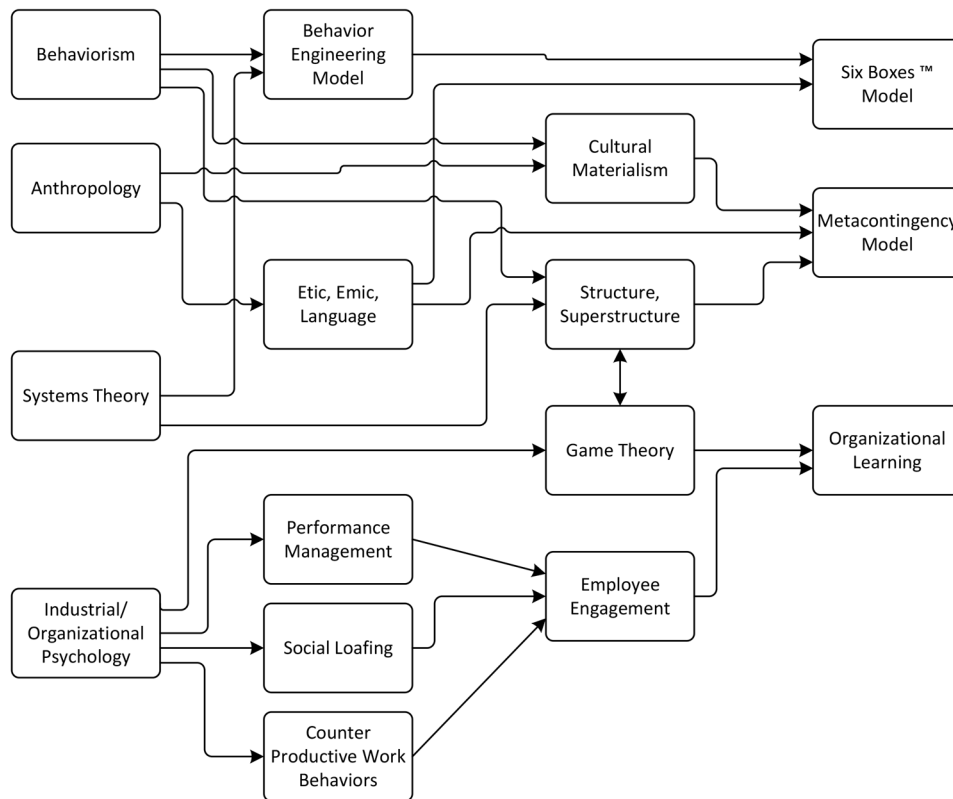 Behaviorism
Behavior
Engineering
Model
Six Boxes ™
Model
Cultural
Materialism
Anthropology
Metacontingency
Model
Etic, Emic,
Language
Structure,
Superstructure
Systems Theory
Game Theory
Organizational
Learning
Performance
Management
Employee
Engagement
Industrial/
Organizational
Psychology
Social Loafing
Counter
Productive Work
Behaviors